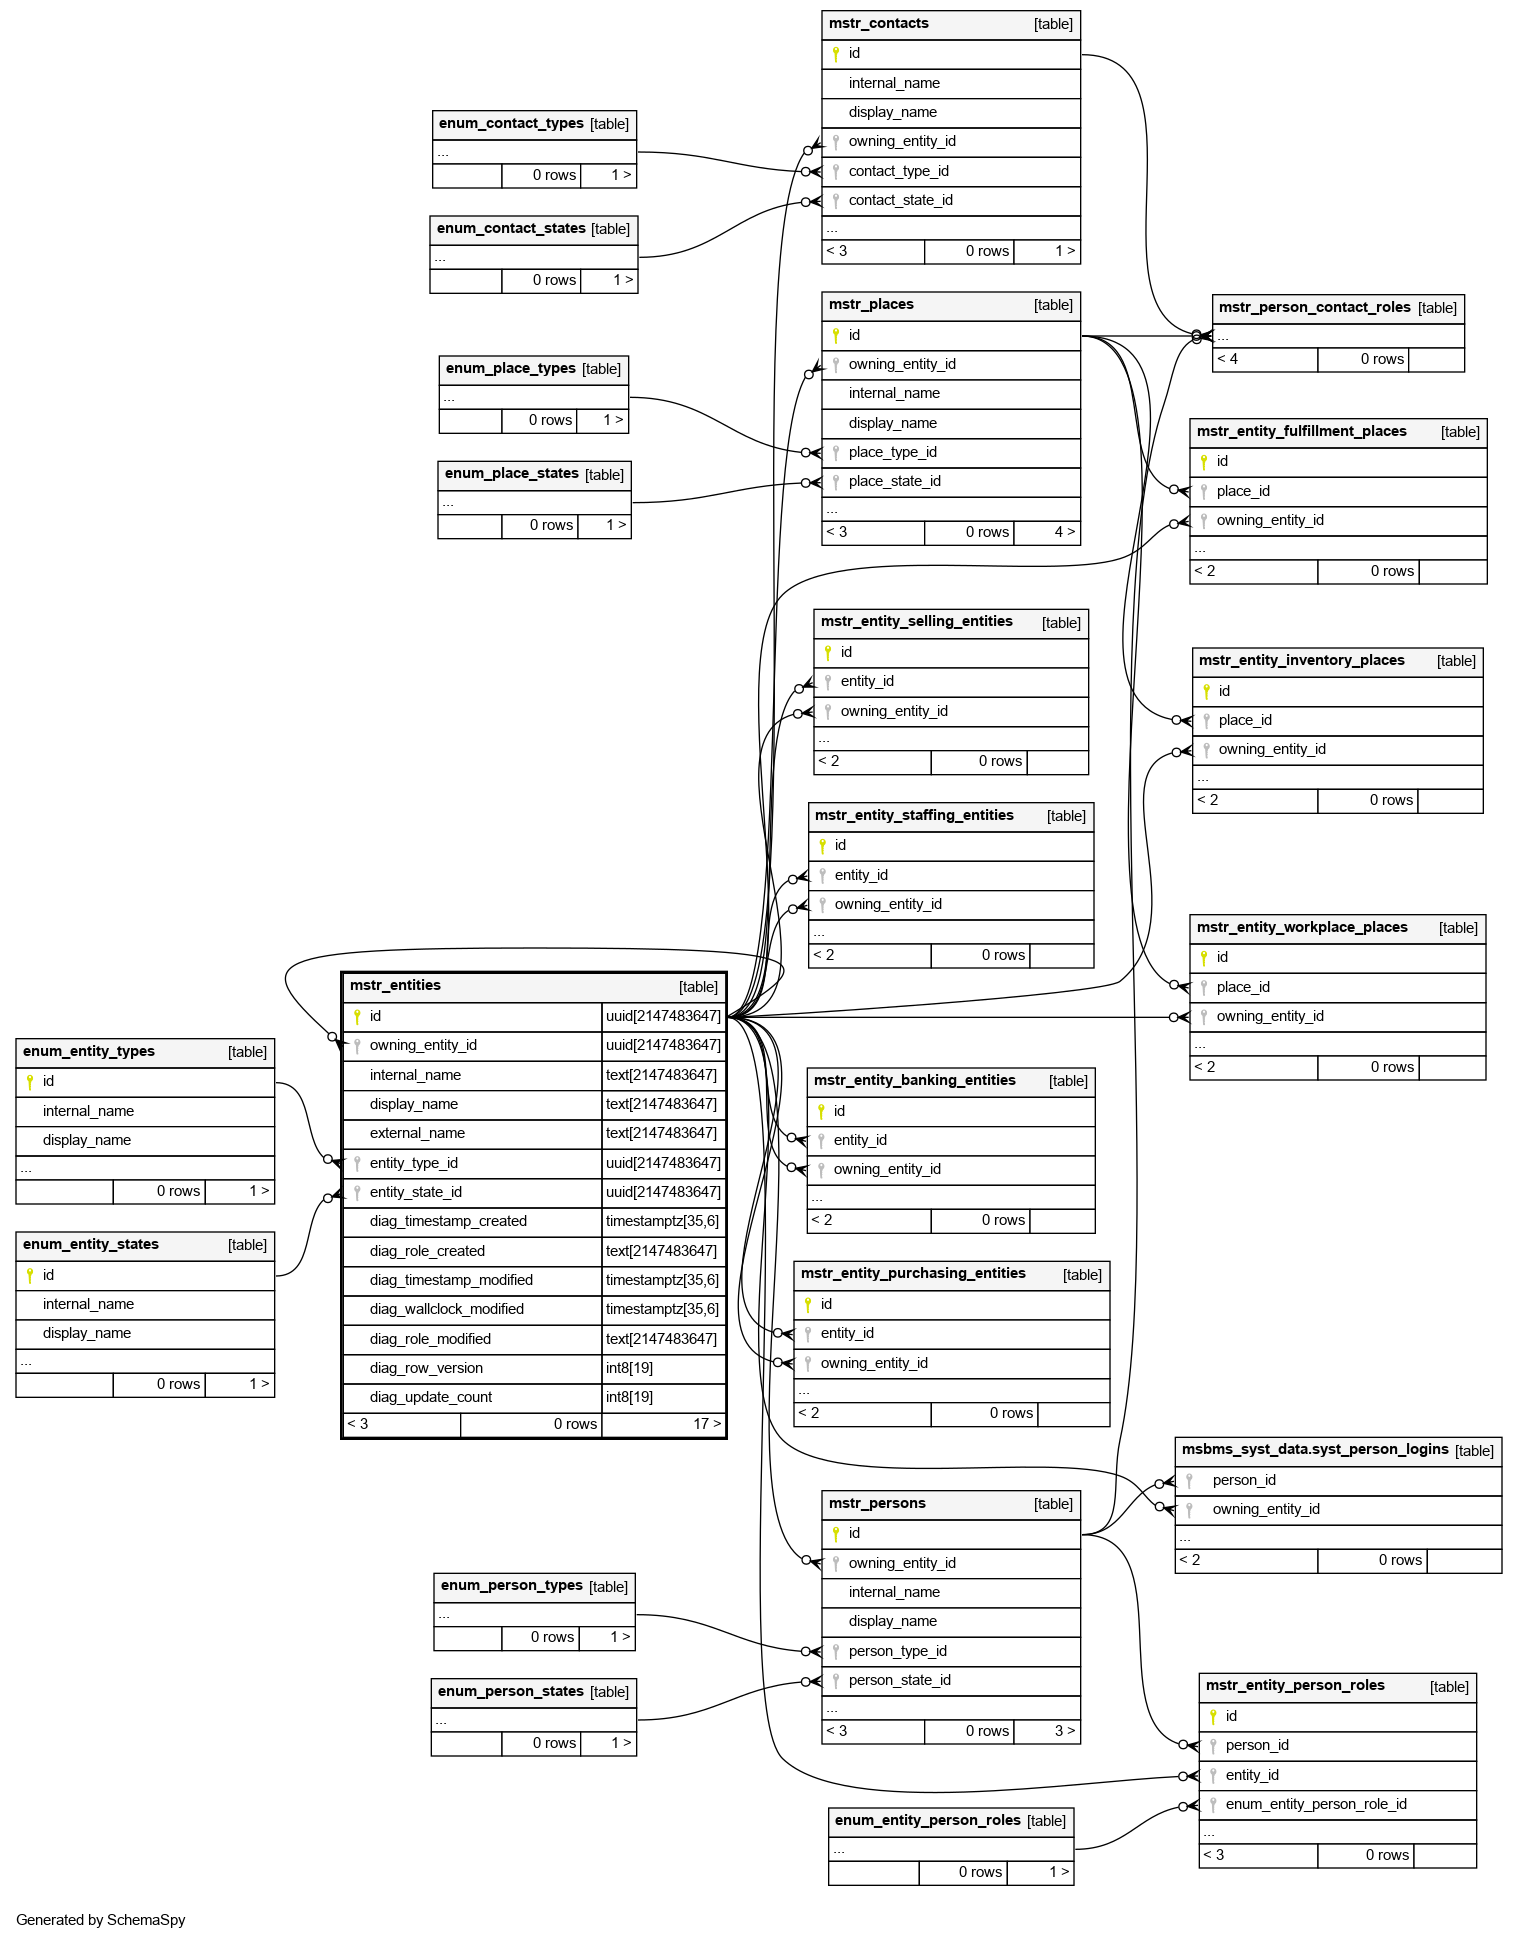 mstr_contacts [table]
id
internal_name
display_name
owning_entity_id
contact_type_id
contact_state_id
...
< 3 0 rows 1 >
enum_contact_types [table]
...
0 rows 1 >
enum_contact_states [table]
...
0 rows 1 >
mstr_places [table]
id
owning_entity_id
internal_name
display_name
place_type_id
place_state_id
...
< 3 0 rows 4 >
mstr_person_contact_roles [table]
...
< 4 0 rows
enum_place_types [table]
...
0 rows 1 >
enum_place_states [table]
...
0 rows 1 >
mstr_entity_fulfillment_places [table]
id
place_id
owning_entity_id
...
< 2 0 rows
mstr_entity_selling_entities [table]
id
entity_id
owning_entity_id
...
< 2 0 rows
mstr_entity_inventory_places [table]
id
place_id
owning_entity_id
...
< 2 0 rows
mstr_entity_staffing_entities [table]
id
entity_id
owning_entity_id
...
< 2 0 rows
mstr_entity_workplace_places [table]
id
place_id
owning_entity_id
...
< 2 0 rows
mstr_entities [table]
id uuid[2147483647]
owning_entity_id uuid[2147483647]
internal_name text[2147483647]
display_name text[2147483647]
external_name text[2147483647]
entity_type_id uuid[2147483647]
entity_state_id uuid[2147483647]
diag_timestamp_created timestamptz[35,6]
diag_role_created text[2147483647]
diag_timestamp_modified timestamptz[35,6]
diag_wallclock_modified timestamptz[35,6]
diag_role_modified text[2147483647]
diag_row_version int8[19]
diag_update_count int8[19]
< 3 0 rows 17 >
enum_entity_types [table]
id
internal_name
display_name
...
0 rows 1 >
enum_entity_states [table]
id
internal_name
display_name
...
0 rows 1 >
mstr_entity_banking_entities [table]
id
entity_id
owning_entity_id
...
< 2 0 rows
mstr_entity_purchasing_entities [table]
id
entity_id
owning_entity_id
...
< 2 0 rows
msbms_syst_data.syst_person_logins [table]
person_id
owning_entity_id
...
< 2 0 rows
mstr_persons [table]
id
owning_entity_id
internal_name
display_name
person_type_id
person_state_id
...
< 3 0 rows 3 >
enum_person_types [table]
...
0 rows 1 >
enum_person_states [table]
...
0 rows 1 >
mstr_entity_person_roles [table]
id
person_id
entity_id
enum_entity_person_role_id
...
< 3 0 rows
enum_entity_person_roles [table]
...
0 rows 1 >
Generated by SchemaSpy